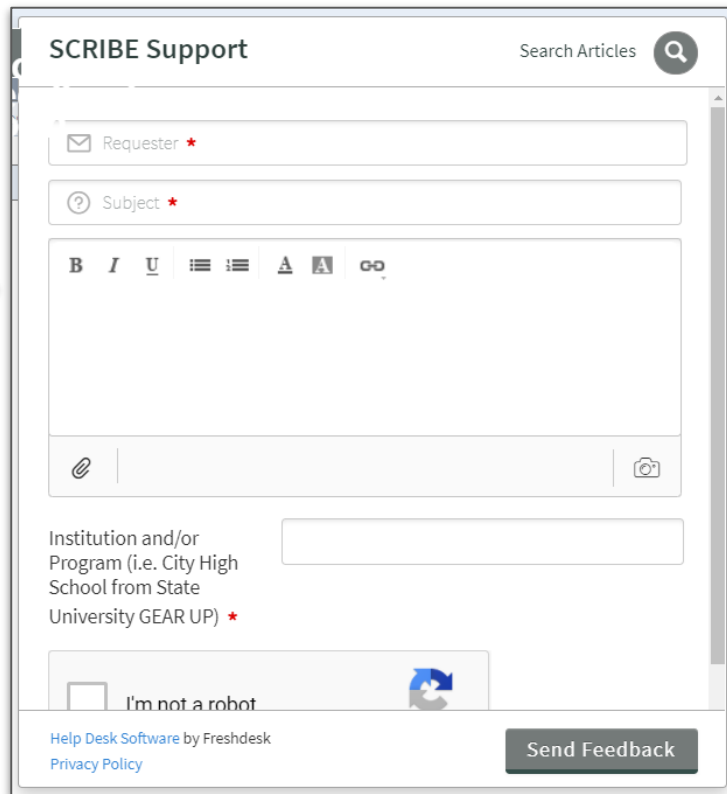 SCRIBE Support
Search Articles
Requester *
Subject *
B I U A A
Institution and/or
Program (i.e. City High
School from State
University GEAR UP) *
I'm not a robot
Help Desk Software by Freshdesk
Privacy Policy
Send Feedback